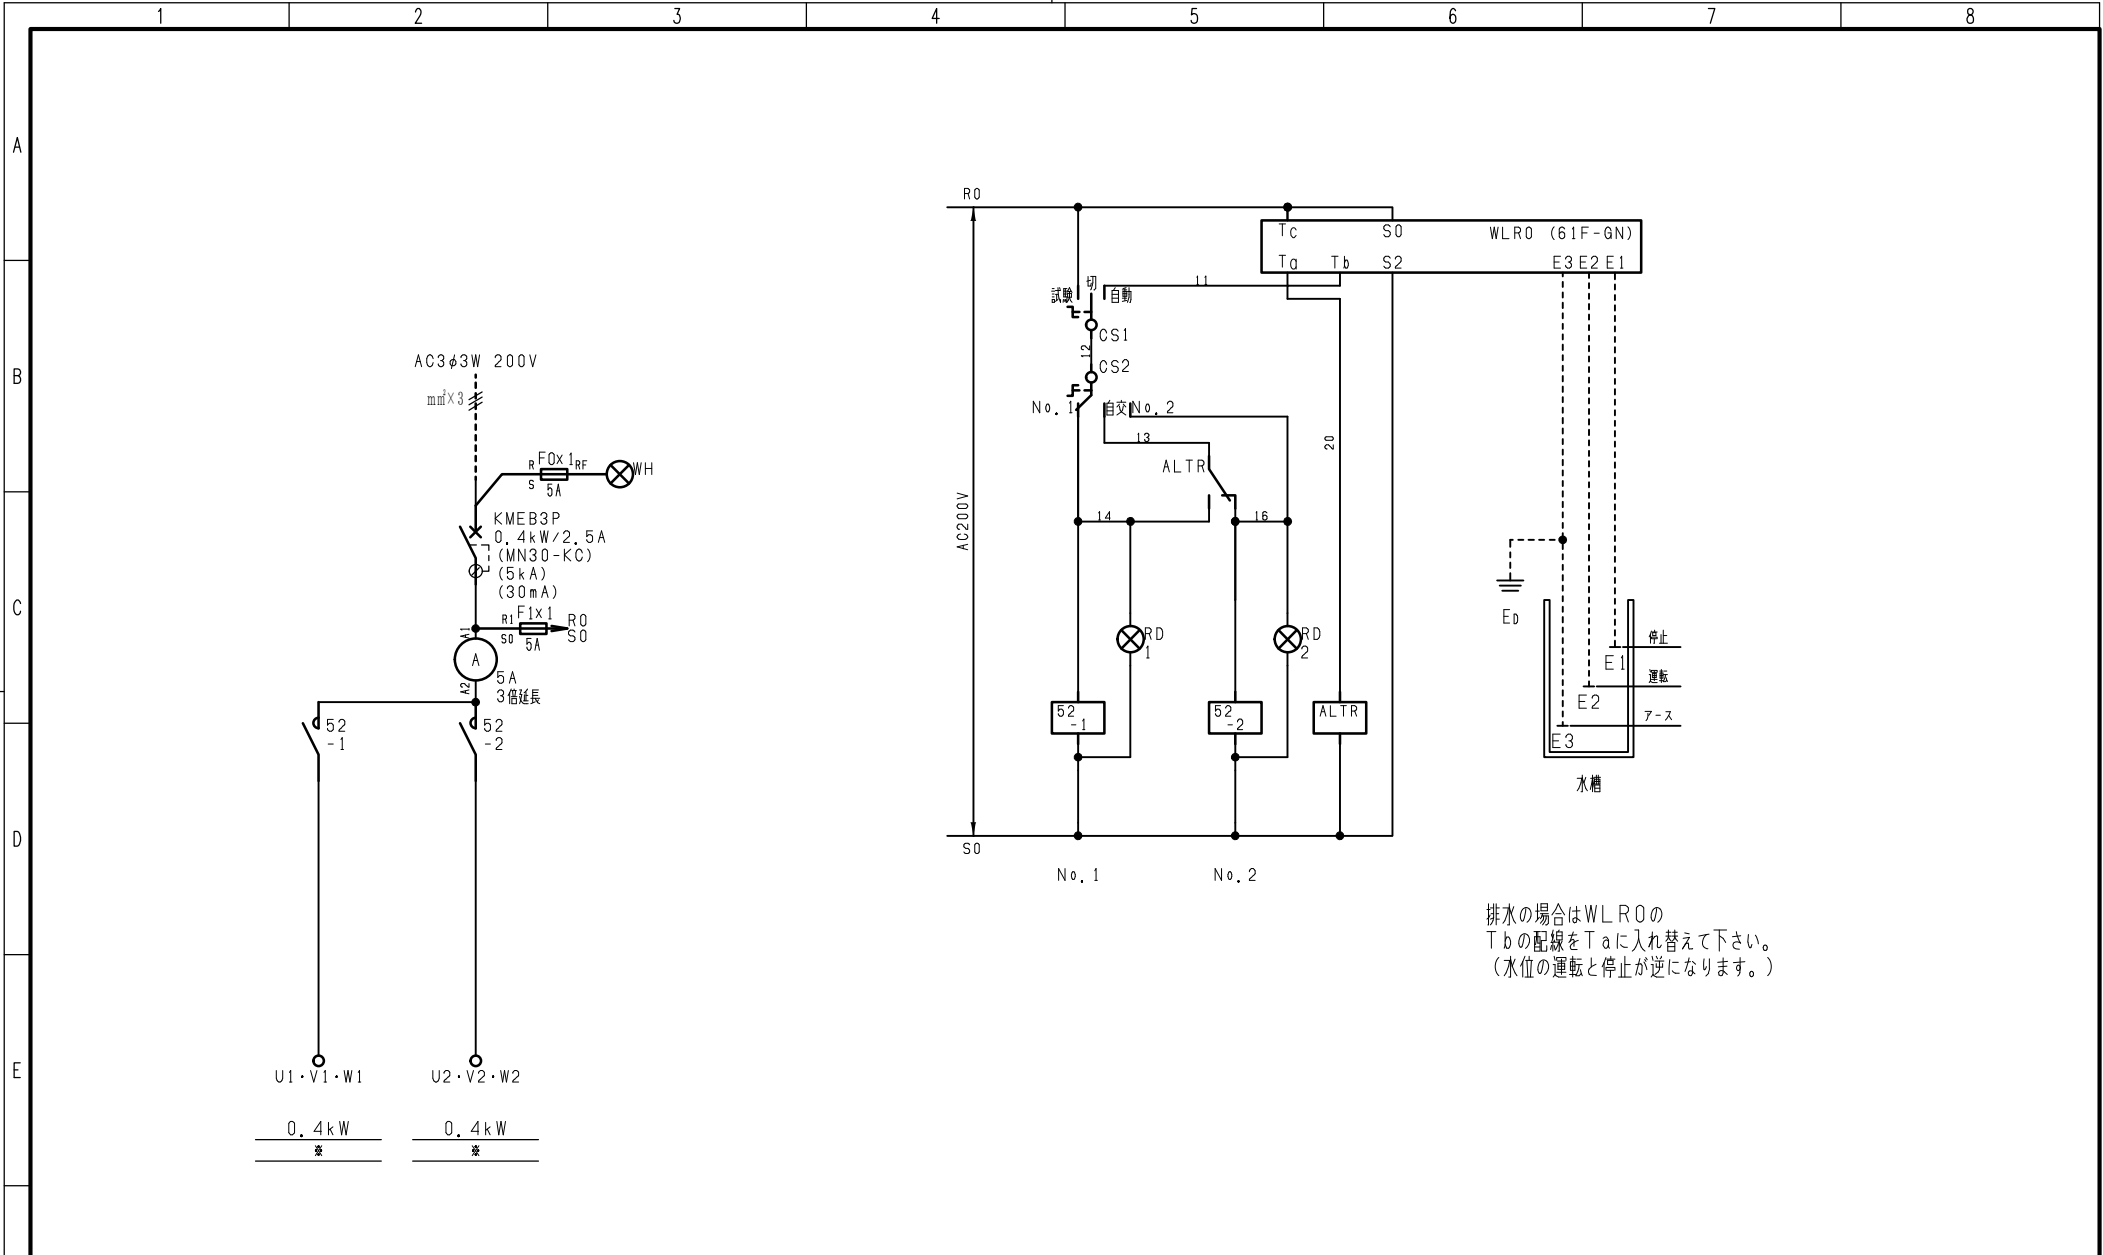 1 2 3 4 5 6 7 8
A
B
C
D
E
AC3φ3W 200V
mm²×3
R F0×1 RF
S 5A
WH
KMEB3P
0.4kW/2.5A
(MN30-KC)
(5kA)
(30mA)
R1 F1×1 R0
S0 5A S0
A1
A
A2
5A
3倍延長
52
-1
52
-2
U1・V1・W1
U2・V2・W2
0.4kW
※
0.4kW
※
R0
AC200V
S0
Tc S0 WLR0 (61F-GN)
Ta Tb S2 E3 E2 E1
11
試験 切 自動
CS1
12
CS2
No.1 自交 No.2
13
20
ALTR
14 16
RD
1
RD
2
52
-1
52
-2
ALTR
No.1 No.2
ED
停止
E1
運転
E2
アース
E3
水槽
排水の場合はWLR0の
Tbの配線をTaに入れ替えて下さい。
(水位の運転と停止が逆になります。)